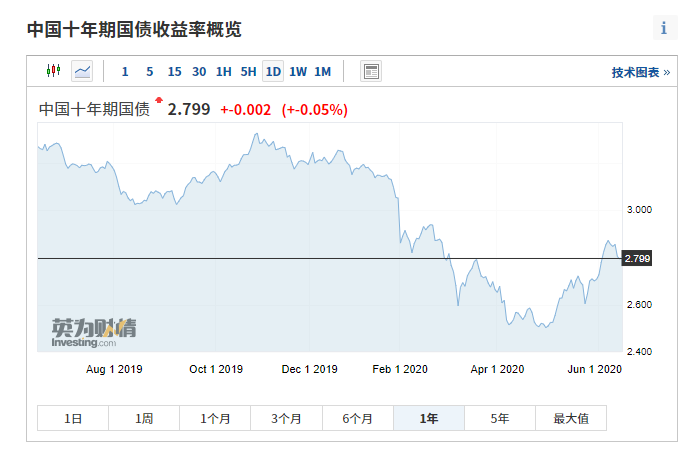 中国十年期国债收益率概览
i
1 5 15 30 1H 5H 1D 1W 1M 技术图表 »
中国十年期国债 2.799 +-0.002 (+-0.05%)
3.000
2.799
2.600
2.400
英为财情
Investing.com
Aug 1 2019 Oct 1 2019 Dec 1 2019 Feb 1 2020 Apr 1 2020 Jun 1 2020
1日 1周 1个月 3个月 6个月 1年 5年 最大值